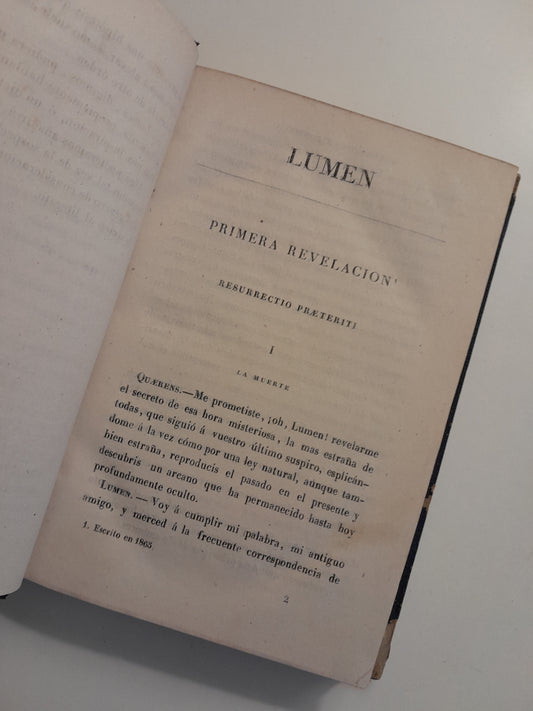 LUMEN
PRIMERA REVELACION¹
RESURRECTIO PRÆTERITI
I
LA MUERTE
QUÆRENS.—Me prometiste, ¡oh, Lumen! revelarme
el secreto de esa hora misteriosa, la mas estraña de
todas, que siguió á vuestro último suspiro, esplicán-
dome á la vez cómo por una ley natural, aunque tam-
bien estraña, reproducis el pasado en el presente y
descubris un arcano que ha permanecido hasta hoy
profundamente oculto.
LUMEN. — Voy á cumplir mi palabra, mi antiguo
amigo, y merced á la frecuente correspondencia de
1. Escrito en 1865
2